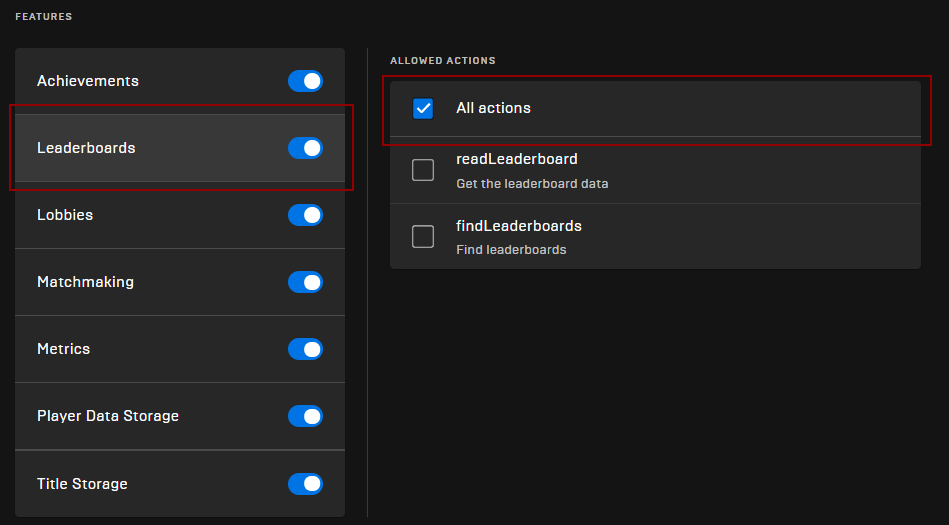 FEATURES
Achievements
Leaderboards
Lobbies
Matchmaking
Metrics
Player Data Storage
Title Storage
ALLOWED ACTIONS
All actions
readLeaderboard
Get the leaderboard data
findLeaderboards
Find leaderboards